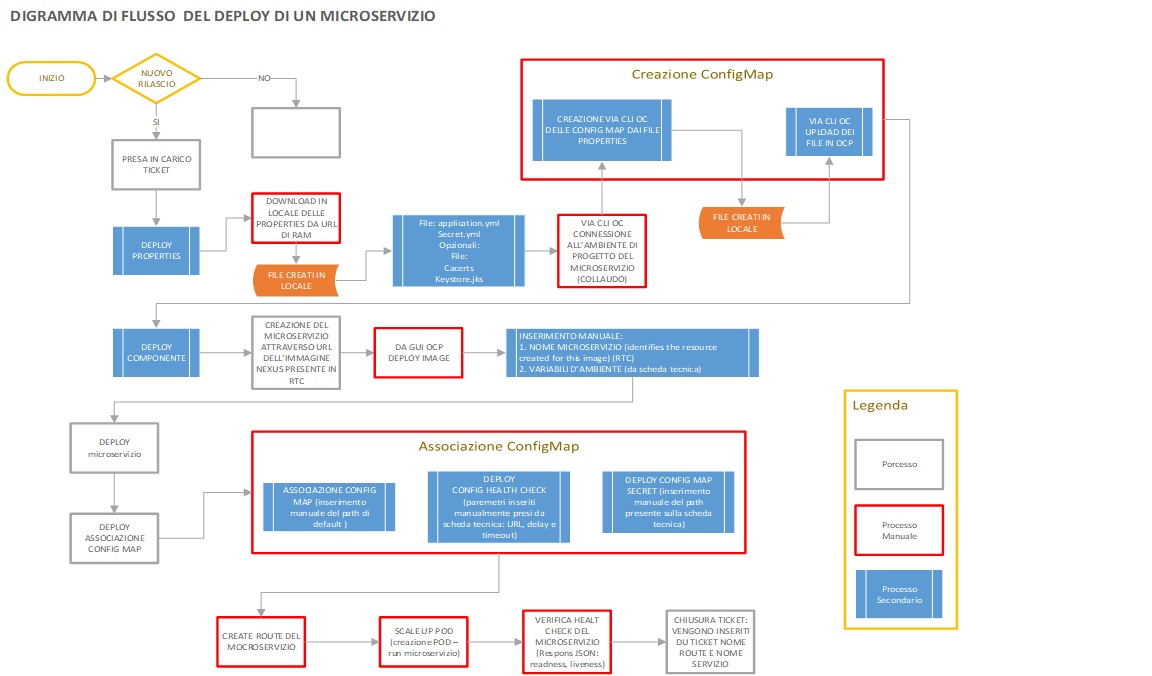 DIGRAMMA DI FLUSSO DEL DEPLOY DI UN MICROSERVIZIO
INIZIO
NUOVO
RILASCIO
NO
SI
PRESA IN CARICO
TICKET
DEPLOY
PROPERTIES
DOWNLOAD IN
LOCALE DELLE
PROPERTIES DA URL
DI RAM
FILE CREATI IN
LOCALE
File: application.yml
Secret.yml
Opzionali:
File:
Cacerts
Keystore.jks
VIA CLI OC
CONNESSIONE
ALL'AMBIENTE DI
PROGETTO DEL
MICROSERVIZIO
(COLLAUDO)
Creazione ConfigMap
CREAZIONE VIA CLI OC
DELLE CONFIG MAP DAI FILE
PROPERTIES
FILE CREATI IN
LOCALE
VIA CLI OC
UPLOAD DEI
FILE IN OCP
DEPLOY
COMPONENTE
CREAZIONE DEL
MICROSERVIZIO
ATTRAVERSO URL
DELL'IMMAGINE
NEXUS PRESENTE IN
RTC
DA GUI OCP
DEPLOY IMAGE
INSERIMENTO MANUALE:
1. NOME MICROSERVIZIO (identifies the resource
created for this image) (RTC)
2. VARIABILI D'AMBIENTE (da scheda tecnica)
DEPLOY
microservizio
DEPLOY
ASSOCIAZIONE
CONFIG MAP
Associazione ConfigMap
ASSOCIAZIONE CONFIG
MAP (inserimento
manuale del path di
default )
DEPLOY
CONFIG HEALTH CHECK
(paremetri inseriti
manualmente presi da
scheda tecnica: URL, delay e
timeout)
DEPLOY CONFIG MAP
SECRET (inserimento
manuale del path
presente sulla scheda
tecnica)
CREATE ROUTE DEL
MOCROSERVIZIO
SCALE UP POD
(creazione POD –
run microservizio)
VERIFICA HEALT
CHECK DEL
MICROSERVIZIO
(Respons JSON:
readness, liveness)
CHIUSURA TICKET:
VENGONO INSERITI
DU TICKET NOME
ROUTE E NOME
SERVIZIO
Legenda
Porcesso
Processo
Manuale
Processo
Secondario